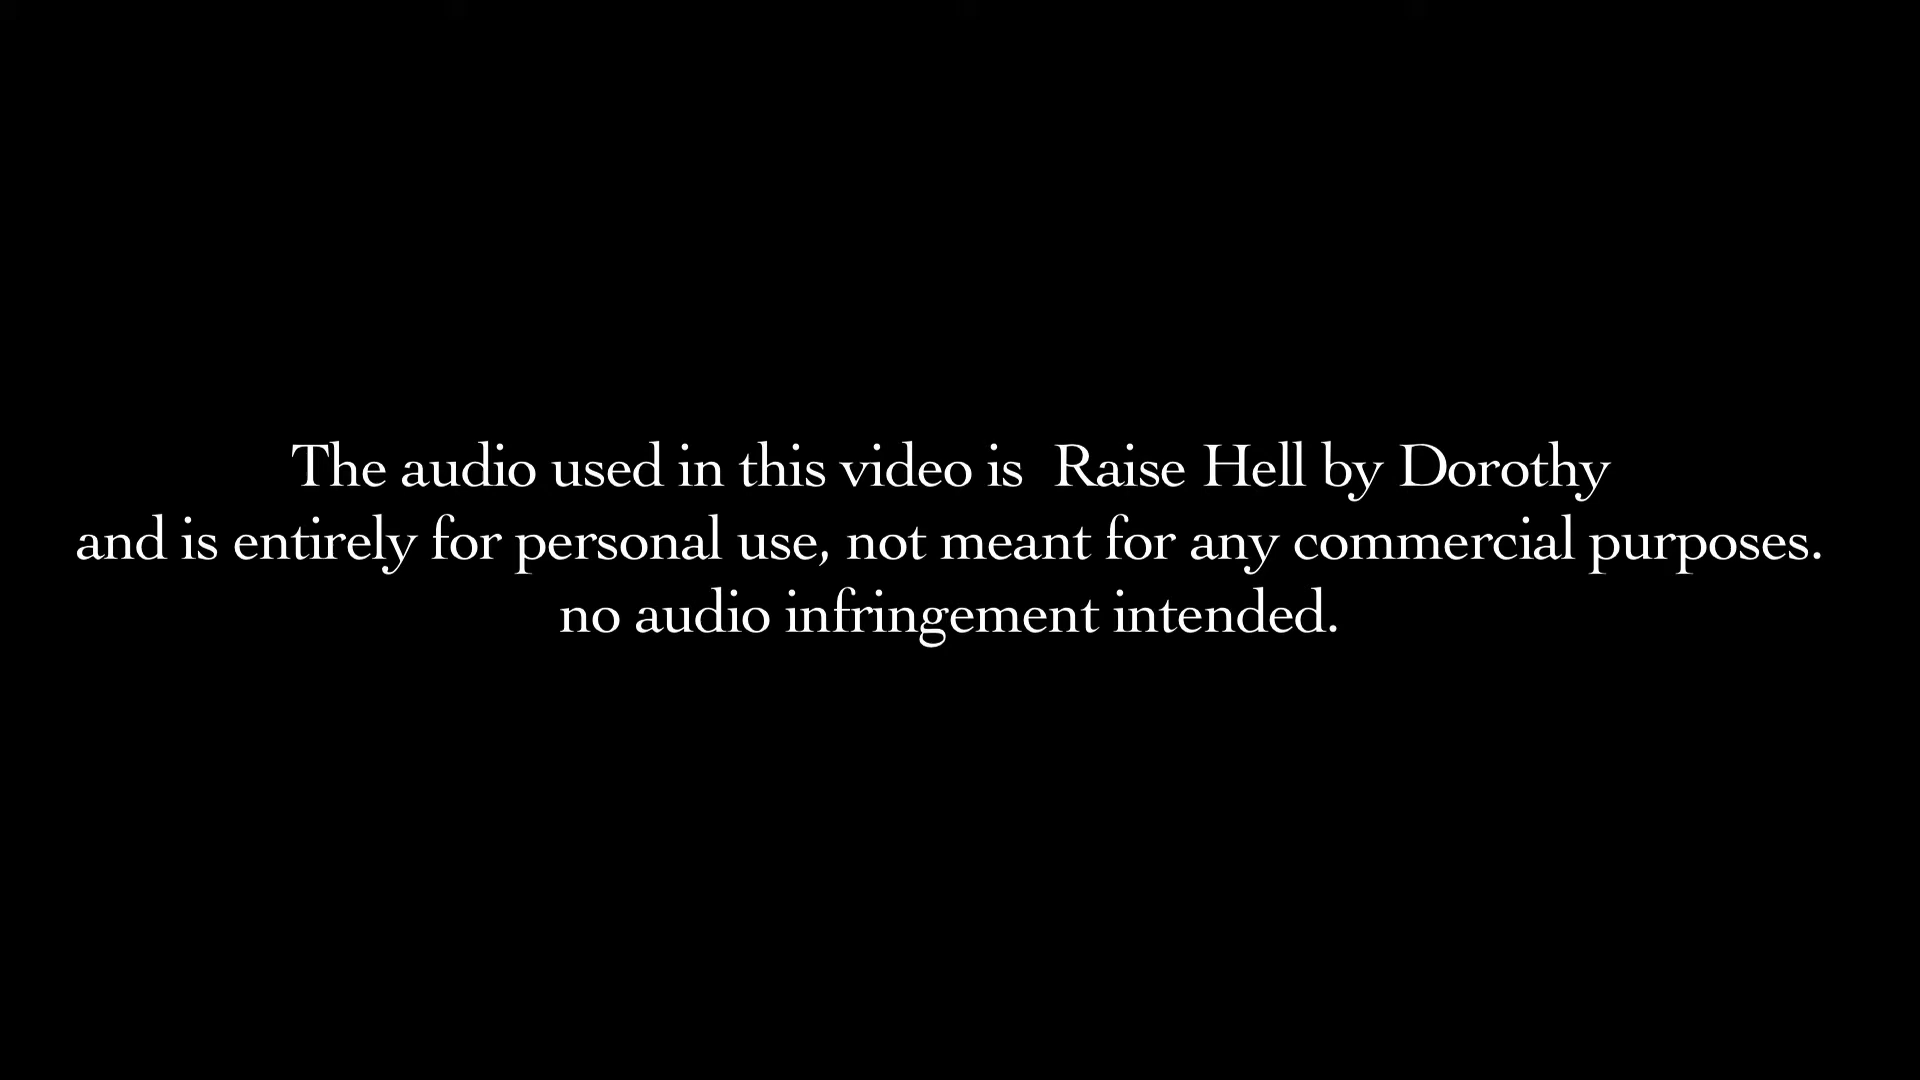 The audio used in this video is  Raise Hell by Dorothy
and is entirely for personal use, not meant for any commercial purposes.
no audio infringement intended.